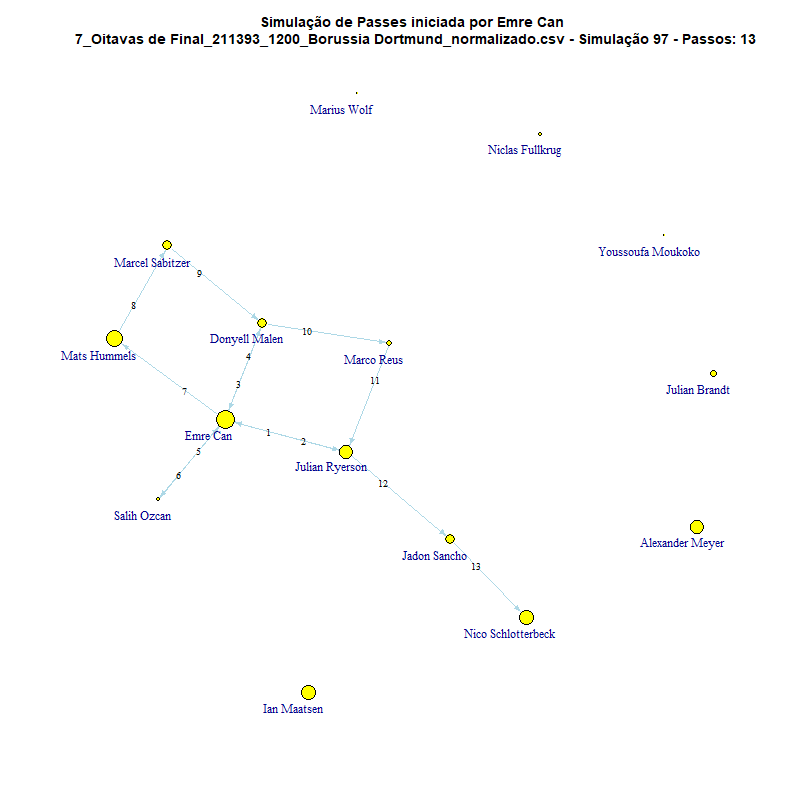 Simulação de Passes iniciada por Emre Can
7_Oitavas de Final_211393_1200_Borussia Dortmund_normalizado.csv - Simulação 97 - Passos: 13
Marius Wolf
Niclas Fullkrug
Youssoufa Moukoko
Marcel Sabitzer
9
8
Donyell Malen
10
Mats Hummels
4
Marco Reus
11
Julian Brandt
7
3
Emre Can
1
2
5
Julian Ryerson
6
12
Salih Ozcan
Alexander Meyer
Jadon Sancho
13
Nico Schlotterbeck
Ian Maatsen